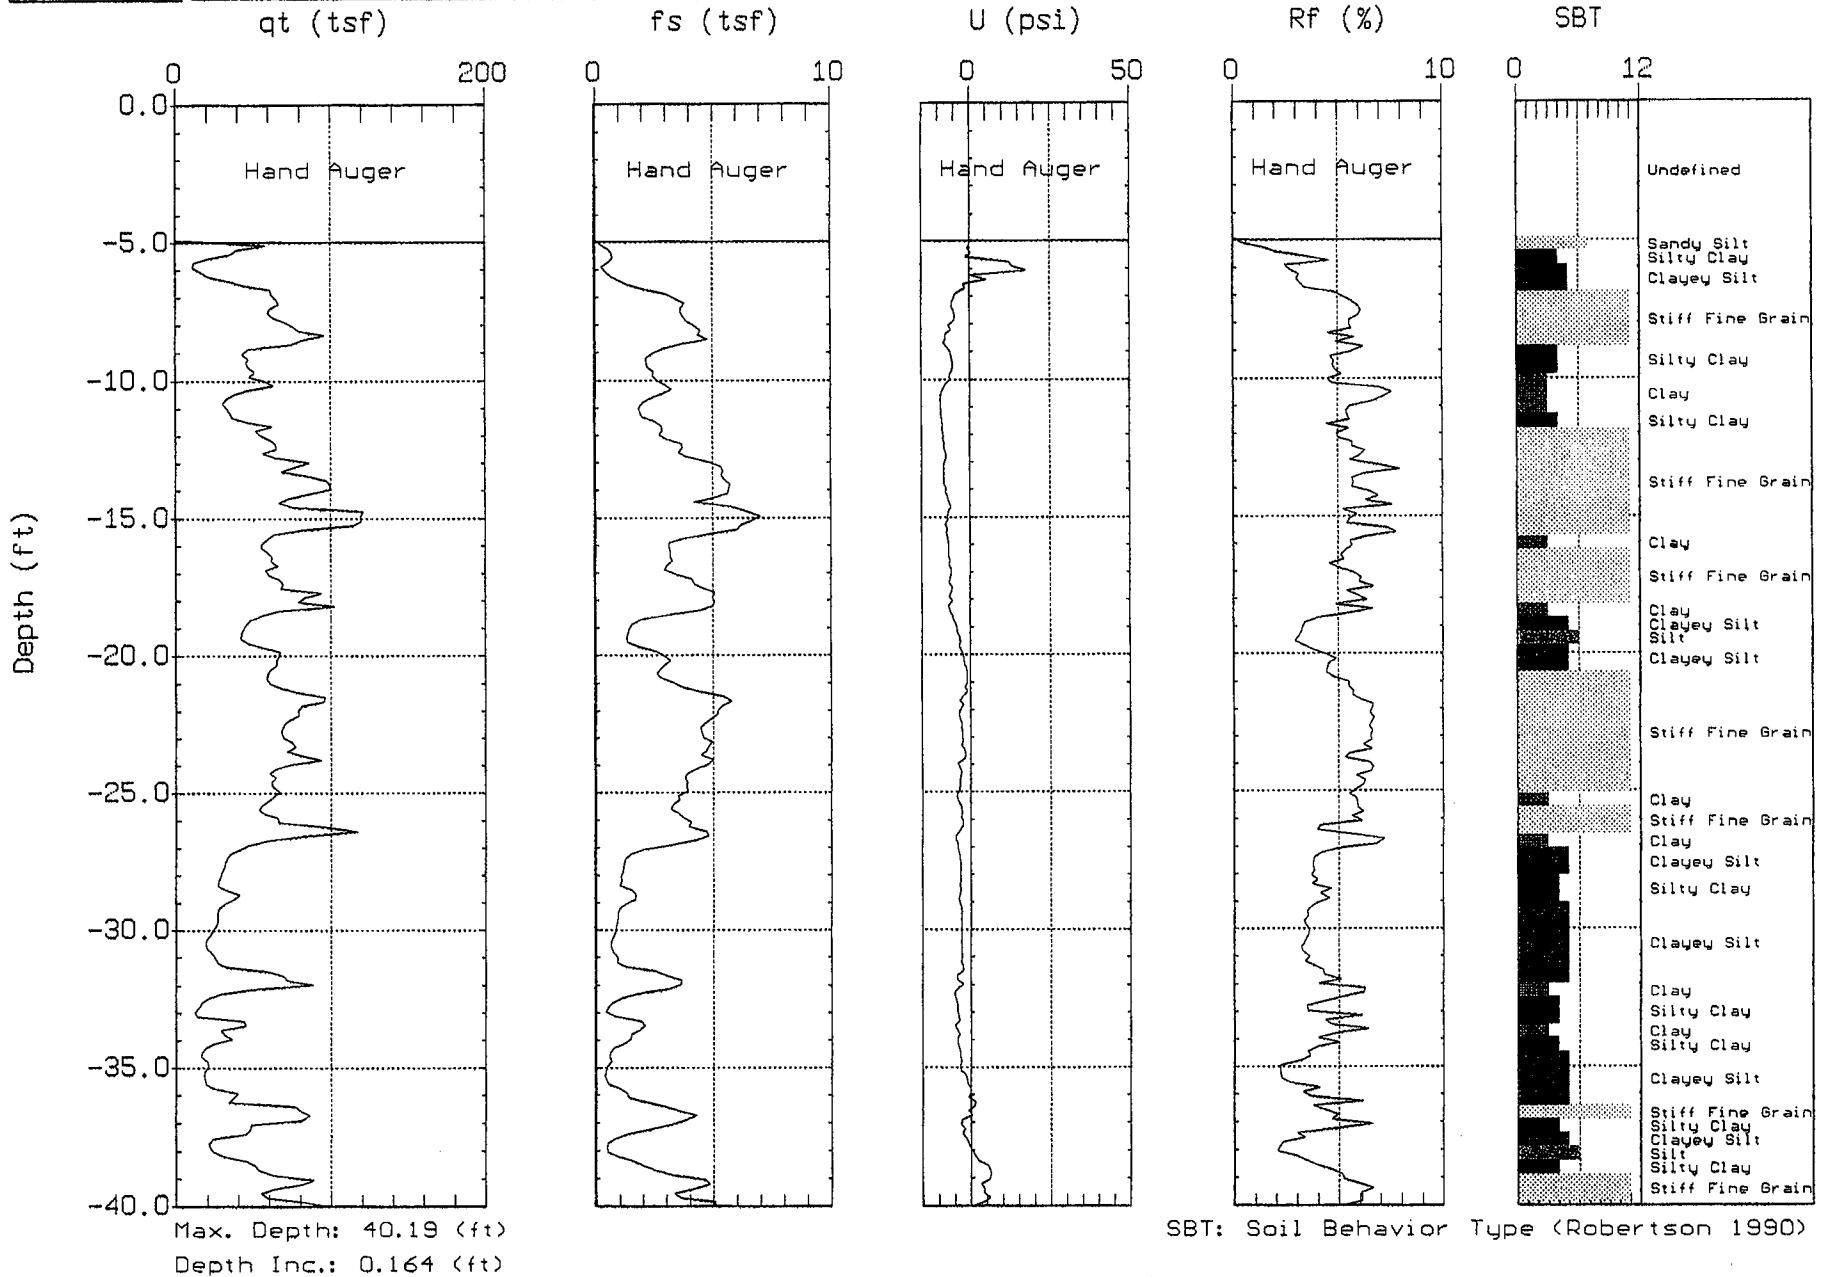 qt (tsf) fs (tsf) U (psi) Rf (%) SBT
0 200 0 10 0 50 0 10 0 12
0.0
Hand Auger Hand Auger Hand Auger Hand Auger Undefined
-5.0
Sandy Silt
Silty Clay
Clayey Silt
Stiff Fine Grain
Silty Clay
-10.0
Clay
Silty Clay
Stiff Fine Grain
-15.0
Clay
Stiff Fine Grain
Clay
Clayey Silt
Silt
-20.0
Clayey Silt
Stiff Fine Grain
-25.0
Clay
Stiff Fine Grain
Clay
Clayey Silt
Silty Clay
-30.0
Clayey Silt
Clay
Silty Clay
Clay
Silty Clay
-35.0
Clayey Silt
Stiff Fine Grain
Silty Clay
Clayey Silt
Silt
Silty Clay
Stiff Fine Grain
-40.0
Depth (ft)
Max. Depth: 40.19 (ft)
Depth Inc.: 0.164 (ft)
SBT: Soil Behavior Type (Robertson 1990)